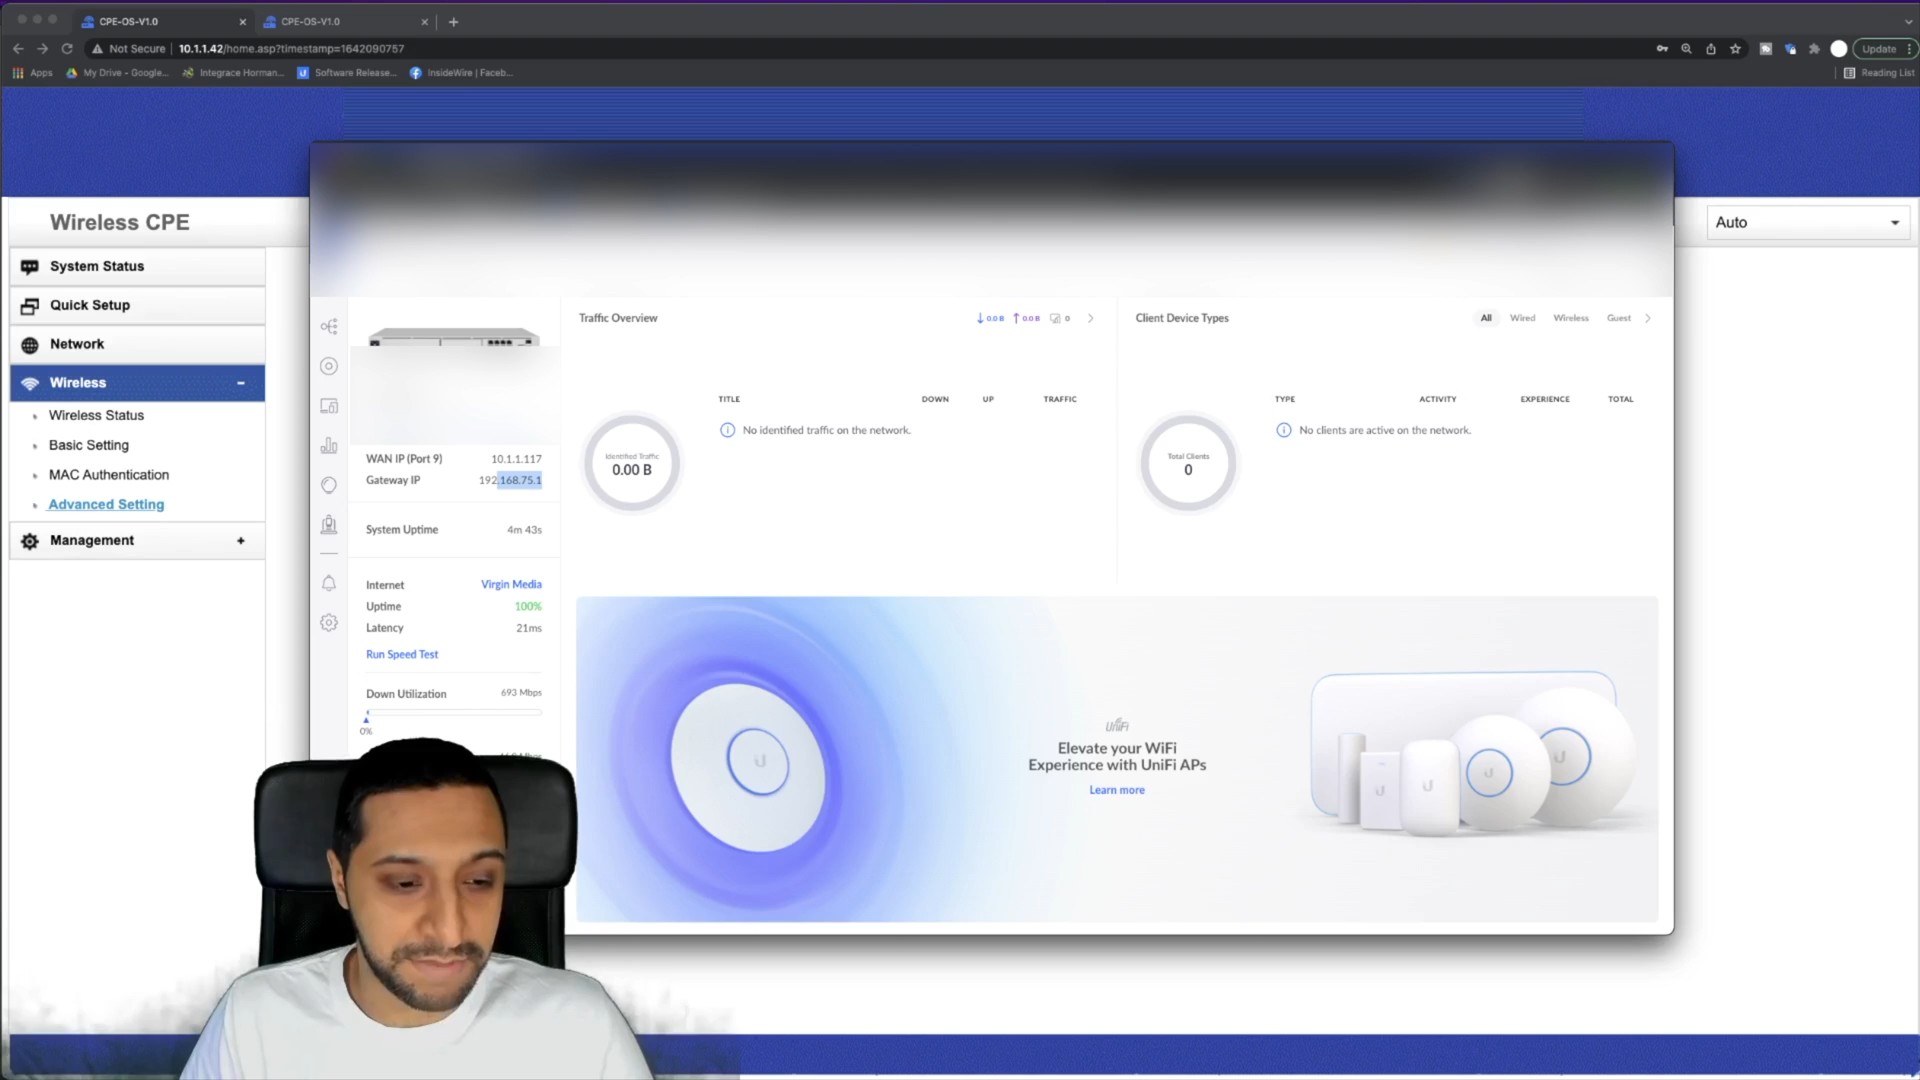 CPE-OS-V1.0
CPE-OS-V1.0
Not Secure
10.1.1.42/home.asp?timestamp=1642090757
Update
Apps
My Drive - Google...
Integrace Horman...
Software Release...
InsideWire | Faceb...
Reading List
Wireless CPE
Auto
System Status
Quick Setup
Network
Wireless
Wireless Status
Basic Setting
MAC Authentication
Advanced Setting
Management
WAN IP (Port 9) 10.1.1.117
Gateway IP 192.168.75.1
System Uptime 4m 43s
Internet Virgin Media
Uptime 100%
Latency 21ms
Run Speed Test
Down Utilization 693 Mbps
0%
Traffic Overview
0.0 B 0.0 B 0
TITLE DOWN UP TRAFFIC
No identified traffic on the network.
Identified Traffic
0.00 B
Client Device Types
All Wired Wireless Guest
TYPE ACTIVITY EXPERIENCE TOTAL
No clients are active on the network.
Total Clients
0
UniFi
Elevate your WiFi
Experience with UniFi APs
Learn more